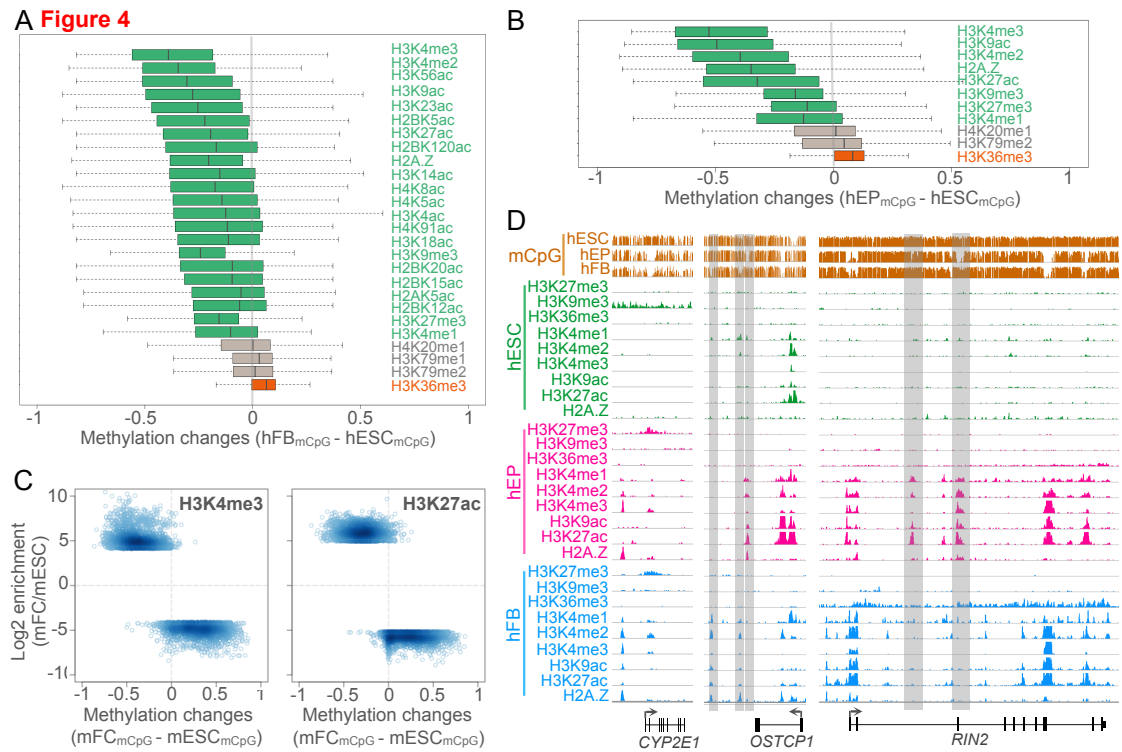 A Figure 4
H3K4me3
H3K4me2
H3K56ac
H3K9ac
H3K23ac
H2BK5ac
H3K27ac
H2BK120ac
H2A.Z
H3K14ac
H4K8ac
H4K5ac
H3K4ac
H4K91ac
H3K18ac
H3K9me3
H2BK20ac
H2BK15ac
H2AK5ac
H2BK12ac
H3K27me3
H3K4me1
H4K20me1
H3K79me1
H3K79me2
H3K36me3
-1 -0.5 0 0.5 1
Methylation changes (hFBmCpG - hESCmCpG)
B
H3K4me3
H3K9ac
H3K4me2
H2A.Z
H3K27ac
H3K9me3
H3K27me3
H3K4me1
H4K20me1
H3K79me2
H3K36me3
-1 -0.5 0 0.5 1
Methylation changes (hEPmCpG - hESCmCpG)
C
Log2 enrichment
(mFC/mESC)
10
5
0
-5
-10
H3K4me3
-1 -0.5 0 0.5 1
Methylation changes
(mFCmCpG - mESCmCpG)
H3K27ac
-1 -0.5 0 0.5 1
Methylation changes
(mFCmCpG - mESCmCpG)
D
mCpG
hESC
hEP
hFB
hESC
H3K27me3
H3K9me3
H3K36me3
H3K4me1
H3K4me2
H3K4me3
H3K9ac
H3K27ac
H2A.Z
hEP
H3K27me3
H3K9me3
H3K36me3
H3K4me1
H3K4me2
H3K4me3
H3K9ac
H3K27ac
H2A.Z
hFB
H3K27me3
H3K9me3
H3K36me3
H3K4me1
H3K4me2
H3K4me3
H3K9ac
H3K27ac
H2A.Z
CYP2E1 OSTCP1 RIN2